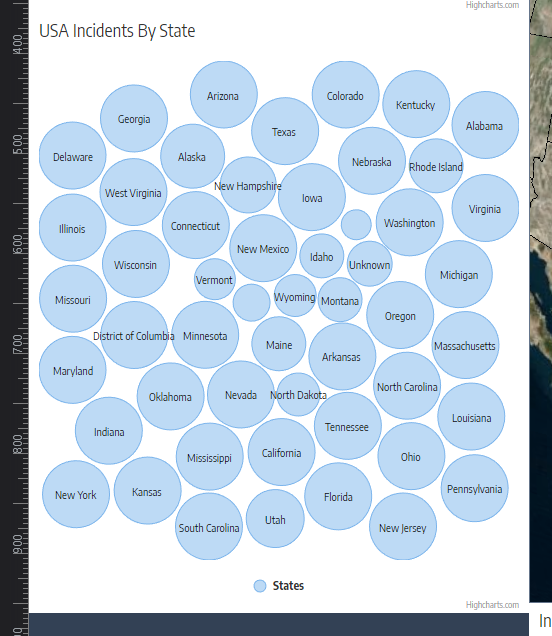 Highcharts.com
USA Incidents By State
Arizona
Colorado
Kentucky
Georgia
Texas
Alabama
Delaware
Alaska
Nebraska
Rhode Island
West Virginia
New Hampshire
Iowa
Virginia
Illinois
Connecticut
Washington
New Mexico
Idaho
Unknown
Wisconsin
Michigan
Vermont
Missouri
Wyoming
Montana
Oregon
District of Columbia
Minnesota
Maine
Massachusetts
Arkansas
Maryland
Oklahoma
Nevada
North Dakota
North Carolina
Louisiana
Indiana
Tennessee
Mississippi
California
Ohio
New York
Kansas
Florida
Pennsylvania
South Carolina
Utah
New Jersey
States
Highcharts.com
400
500
600
700
800
900
In